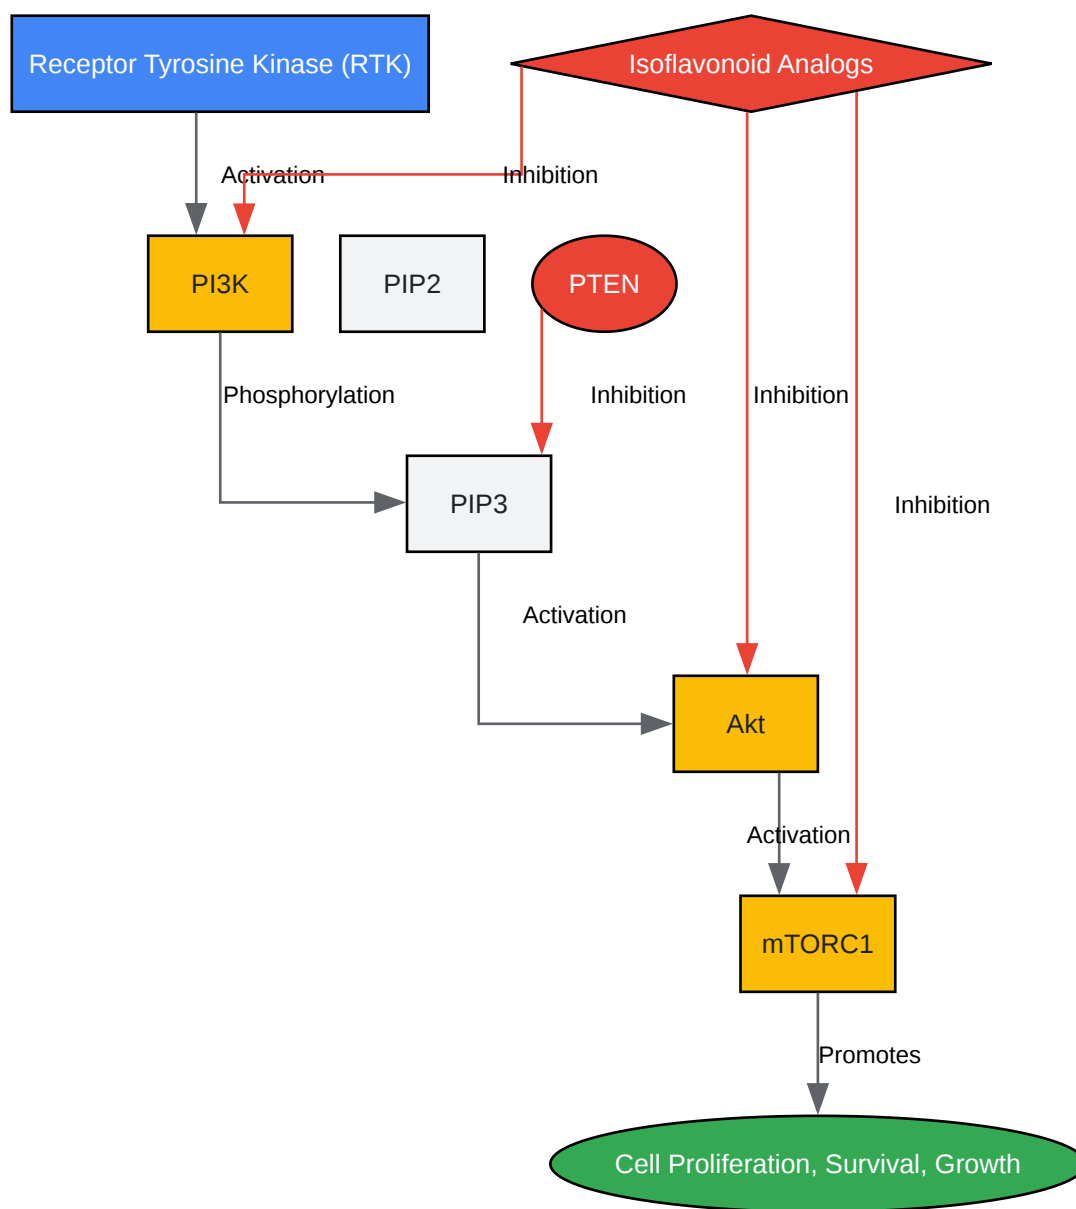 Receptor Tyrosine Kinase (RTK)
Isoflavonoid Analogs
Activation
Inhibition
PI3K
PIP2
PTEN
Phosphorylation
Inhibition
Inhibition
PIP3
Inhibition
Activation
Akt
Activation
mTORC1
Promotes
Cell Proliferation, Survival, Growth